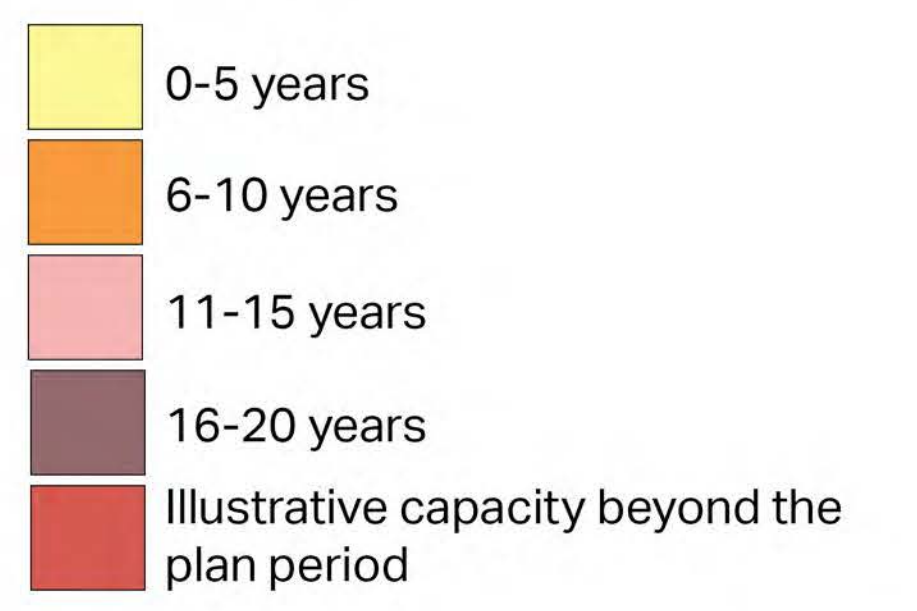 0-5 years
6-10 years
11-15 years
16-20 years
Illustrative capacity beyond the
plan period